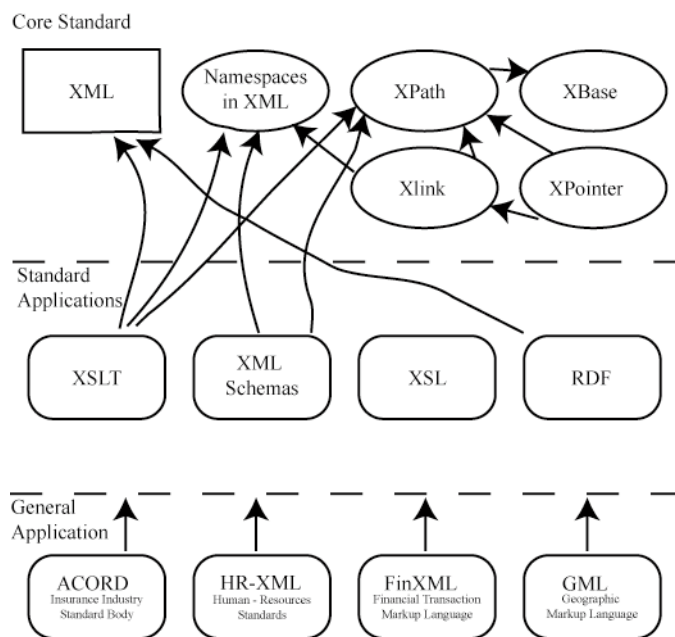 Core Standard
XML
Namespaces
in XML
XPath
XBase
Xlink
XPointer
Standard
Applications
XSLT
XML
Schemas
XSL
RDF
General
Application
ACORD
Insurance Industry
Standard Body
HR-XML
Human - Resources
Standards
FinXML
Financial Transaction
Markup Language
GML
Geographic
Markup Language